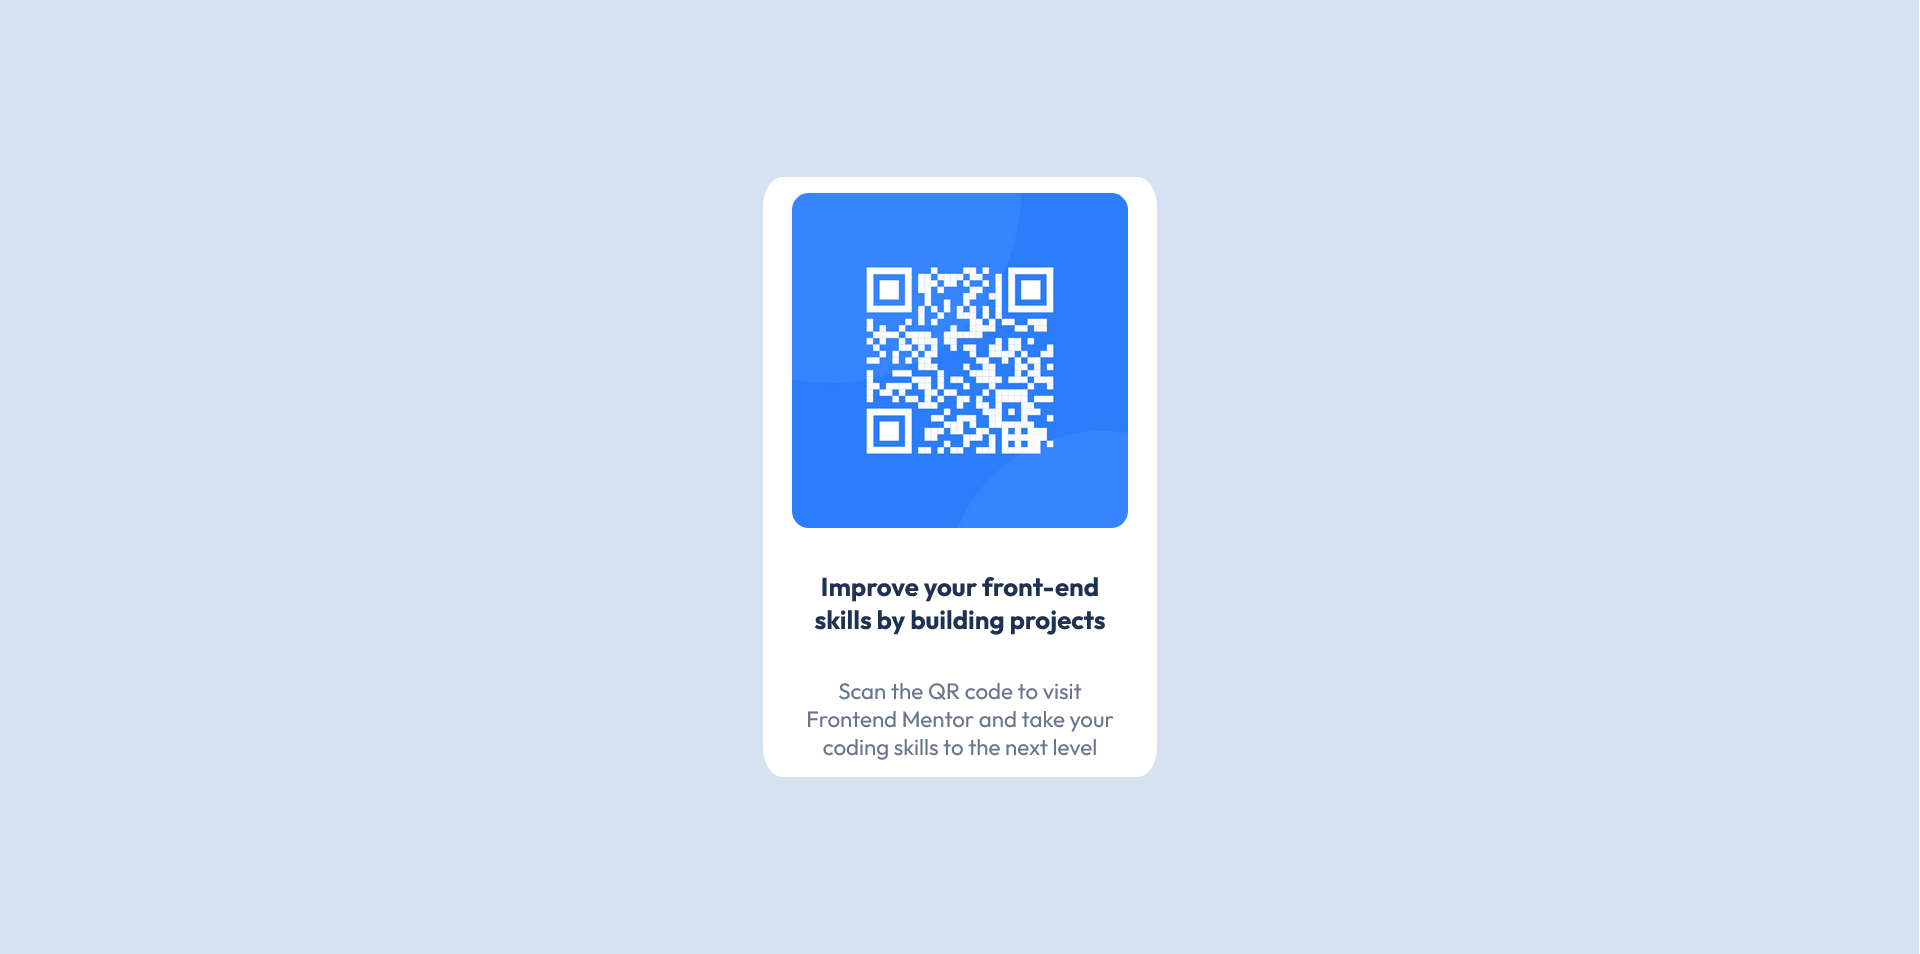 Improve your front-end
skills by building projects
Scan the QR code to visit
Frontend Mentor and take your
coding skills to the next level